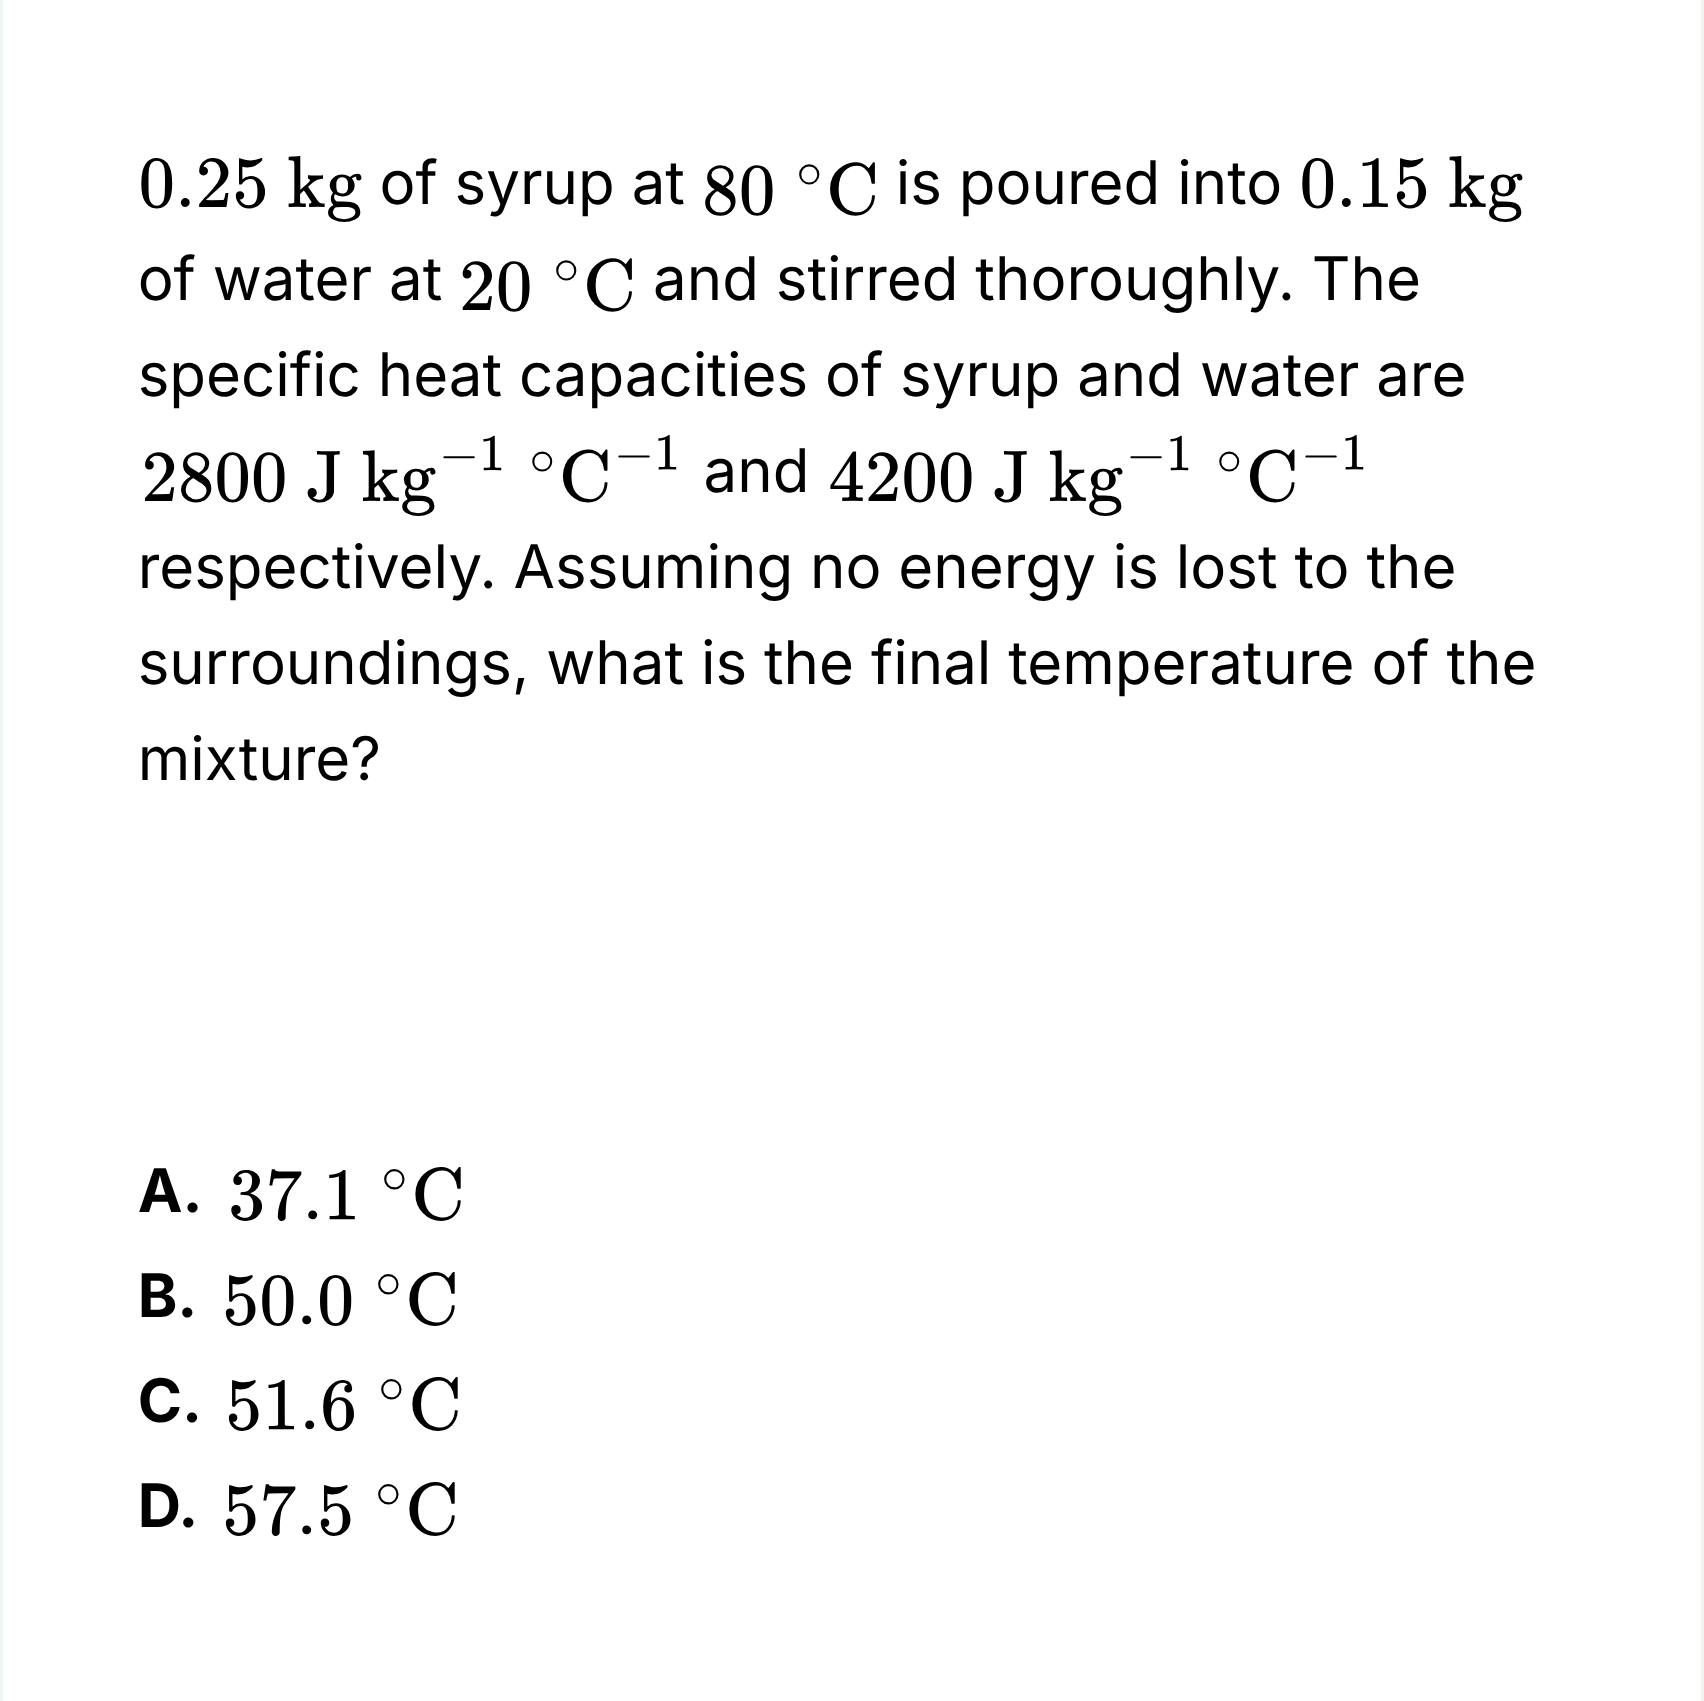 0.25 kg of syrup at 80 °C is poured into 0.15 kg
of water at 20 °C and stirred thoroughly. The
specific heat capacities of syrup and water are
2800 J kg⁻¹ °C⁻¹ and 4200 J kg⁻¹ °C⁻¹
respectively. Assuming no energy is lost to the
surroundings, what is the final temperature of the
mixture?
A. 37.1 °C
B. 50.0 °C
C. 51.6 °C
D. 57.5 °C